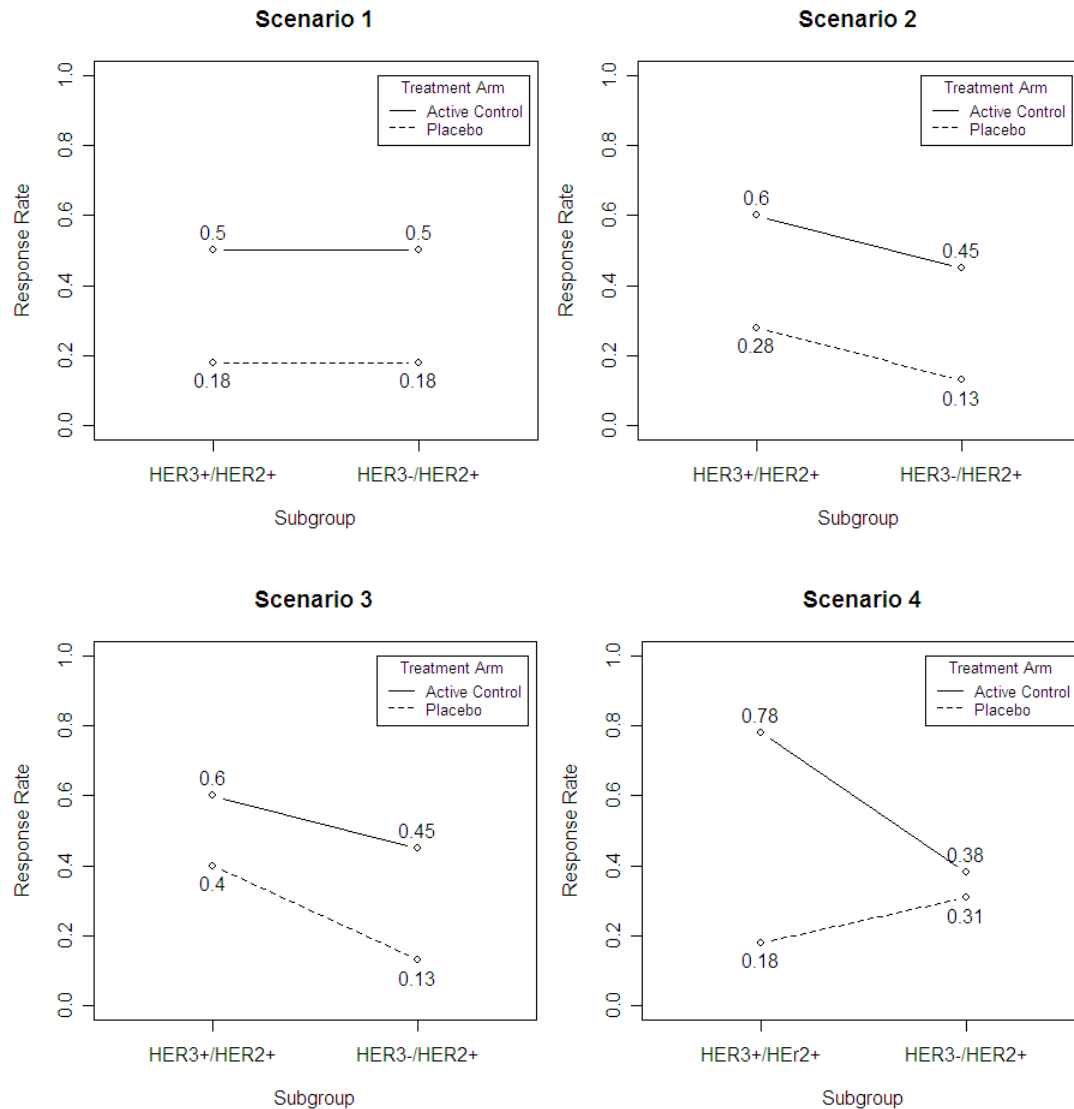 Scenario 1
1.0
0.8
0.6
0.4
0.2
0.0
Response Rate
Treatment Arm
Active Control
Placebo
0.5
0.5
0.18
0.18
HER3+/HER2+
HER3-/HER2+
Subgroup
Scenario 2
1.0
0.8
0.6
0.4
0.2
0.0
Response Rate
Treatment Arm
Active Control
Placebo
0.6
0.45
0.28
0.13
HER3+/HER2+
HER3-/HER2+
Subgroup
Scenario 3
1.0
0.8
0.6
0.4
0.2
0.0
Response Rate
Treatment Arm
Active Control
Placebo
0.6
0.45
0.4
0.13
HER3+/HER2+
HER3-/HER2+
Subgroup
Scenario 4
1.0
0.8
0.6
0.4
0.2
0.0
Response Rate
Treatment Arm
Active Control
Placebo
0.78
0.38
0.31
0.18
HER3+/HEr2+
HER3-/HER2+
Subgroup